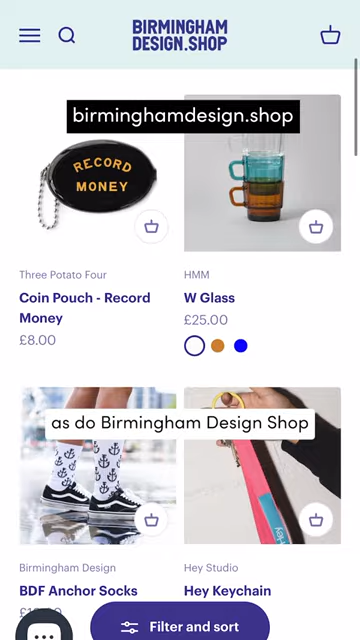 BIRMINGHAM
DESIGN.SHOP
birminghamdesign.shop
RECORD
MONEY
Three Potato Four
HMM
Coin Pouch - Record
Money
W Glass
£8.00
£25.00
as do Birmingham Design Shop
Birmingham Design
Hey Studio
BDF Anchor Socks
Hey Keychain
Filter and sort